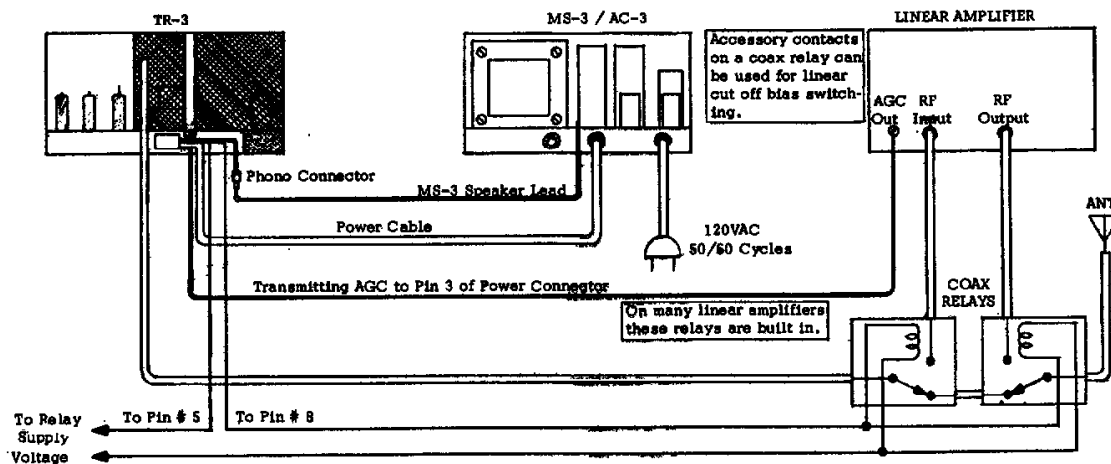 TR-3
MS-3 / AC-3
LINEAR AMPLIFIER
Accessory contacts
on a coax relay can
be used for linear
cut off bias switch-
ing.
AGC
Out
RF
Input
RF
Output
Phono Connector
MS-3 Speaker Lead
ANT
Power Cable
120VAC
50/60 Cycles
Transmitting AGC to Pin 3 of Power Connector
COAX
RELAYS
On many linear amplifiers
these relays are built in.
To Relay
Supply
Voltage
To Pin # 5
To Pin # 8